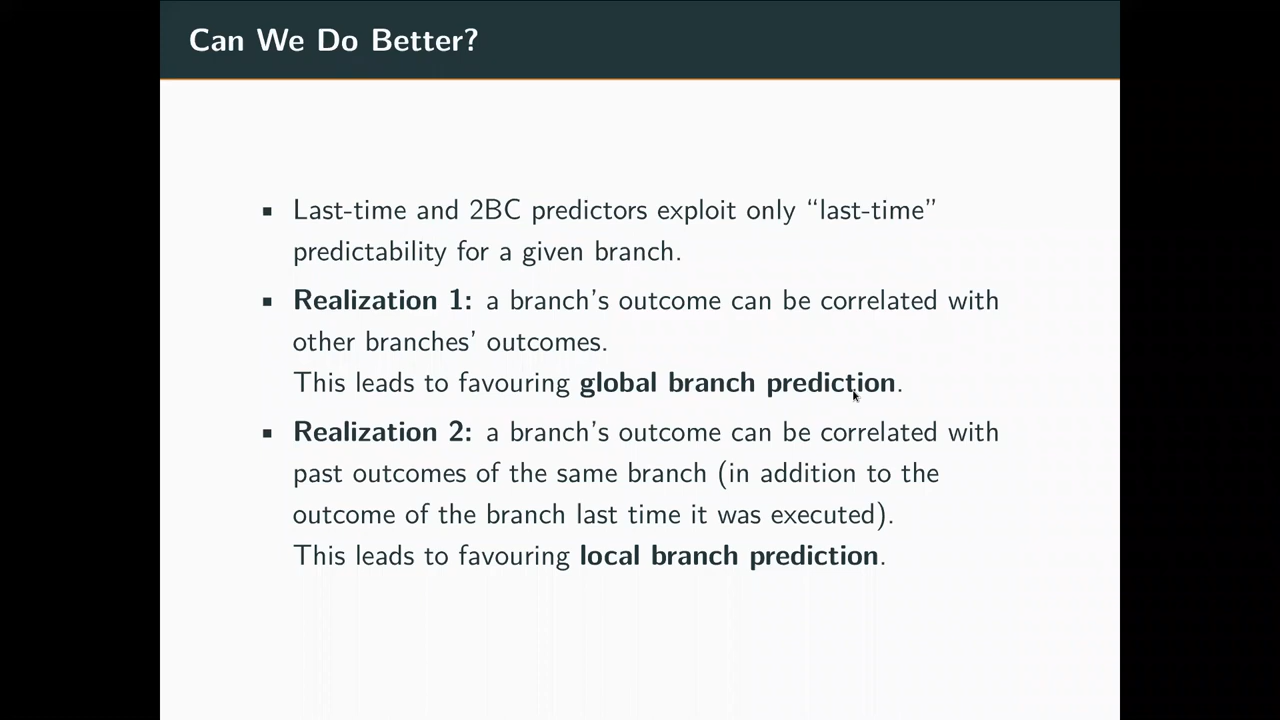 Can We Do Better?
▪ Last-time and 2BC predictors exploit only “last-time”
predictability for a given branch.
▪ Realization 1: a branch’s outcome can be correlated with
other branches’ outcomes.
This leads to favouring global branch prediction.
▪ Realization 2: a branch’s outcome can be correlated with
past outcomes of the same branch (in addition to the
outcome of the branch last time it was executed).
This leads to favouring local branch prediction.